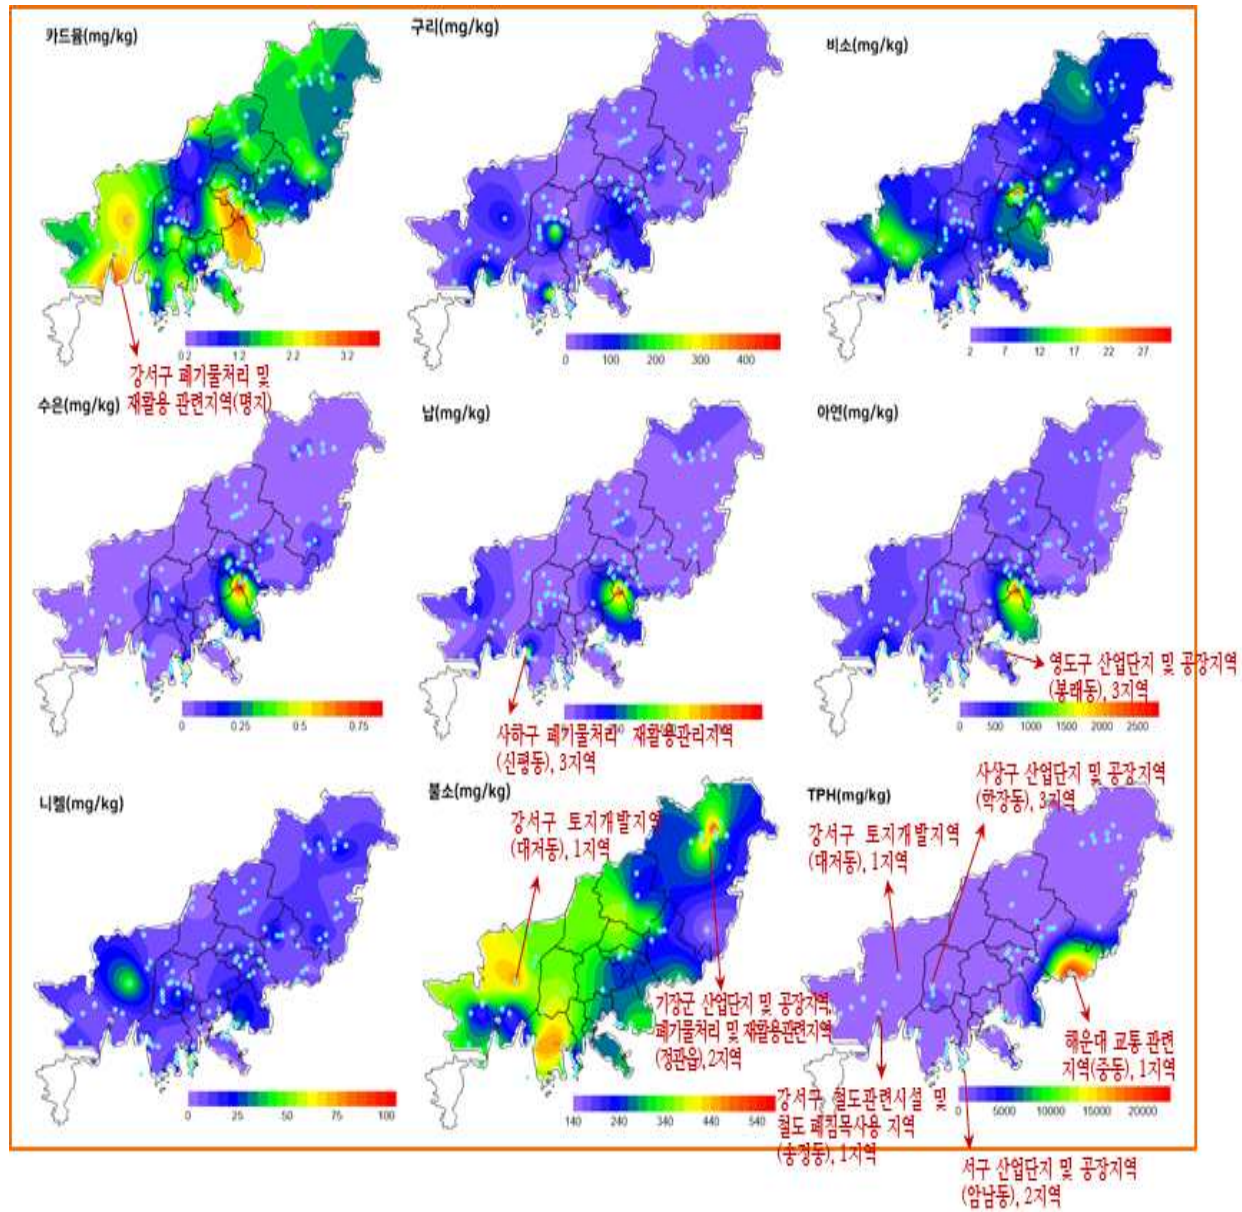 카드뮴(mg/kg)
구리(mg/kg)
비소(mg/kg)
0.2 1.2 2.2 3.2
0 100 200 300 400
2 7 12 17 22 27
강서구 폐기물처리 및
재활용 관련지역(명지)
수은(mg/kg)
납(mg/kg)
아연(mg/kg)
0 0.25 0.5 0.75
사하구 폐기물처리 재활용관리지역
(신평동), 3지역
영도구 산업단지 및 공장지역
(봉래동), 3지역
0 500 1000 1500 2000 2500
니켈(mg/kg)
불소(mg/kg)
TPH(mg/kg)
강서구 토지개발지역
(대저동), 1지역
사상구 산업단지 및 공장지역
(학장동), 3지역
강서구 토지개발지역
(대저동), 1지역
기장군 산업단지 및 공장지역,
폐기물처리 및 재활용관련지역
(정관읍), 2지역
해운대 교통 관련
지역(중동), 1지역
0 25 50 75 100
140 240 340 440 540
0 5000 10000 15000 20000
강서구 철도관련시설 및
철도 폐침목사용 지역
(송정동), 1지역
서구 산업단지 및 공장지역
(암남동), 2지역